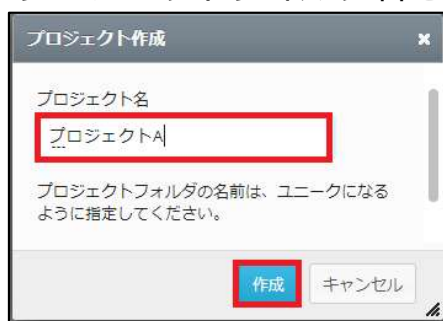 プロジェクト作成
プロジェクト名
プロジェクトA
プロジェクトフォルダの名前は、ユニークになる
ように指定してください。
作成 キャンセル